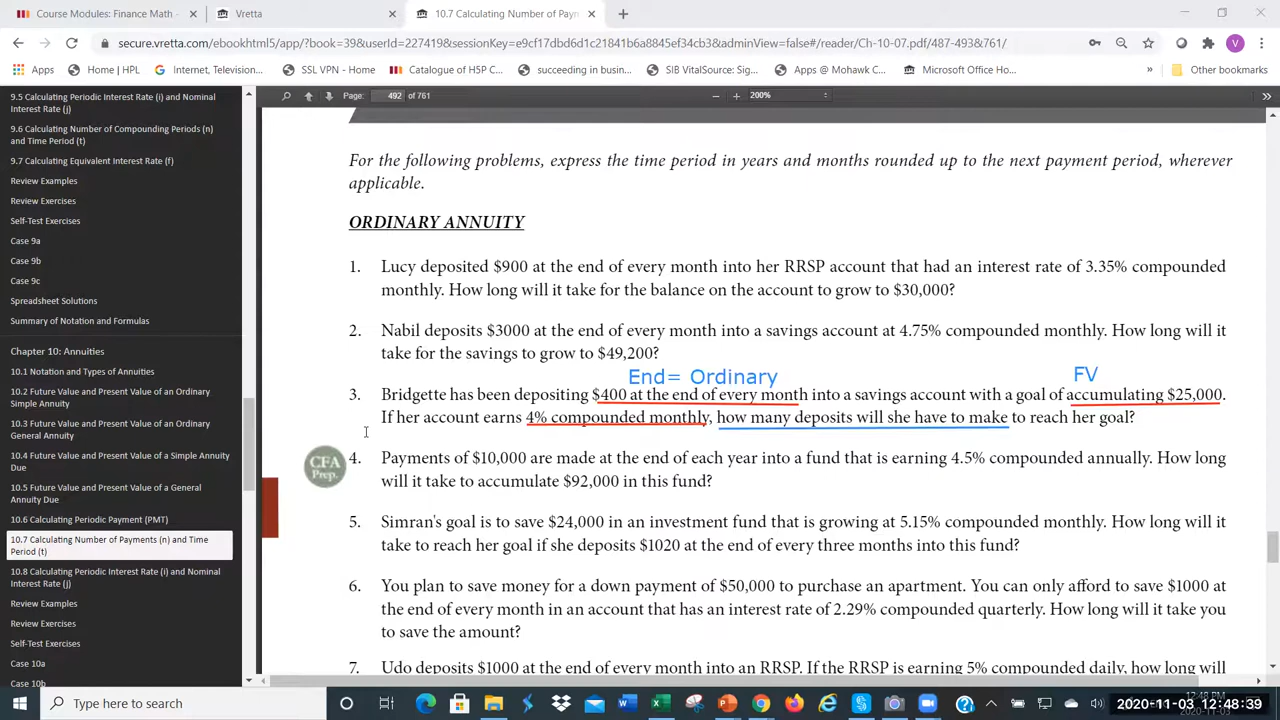 Course Modules: Finance Math -
Vretta
10.7 Calculating Number of Paym
secure.vretta.com/ebookhtml5/app/?book=39&userId=227419&sessionKey=e9cf17dbd6d1c21841b6a8845ef34cb3&adminView=false#/reader/Ch-10-07.pdf/487-493&761/
V
Apps
Home | HPL
Internet, Television...
SSL VPN - Home
Catalogue of H5P C...
succeeding in busin...
SIB VitalSource: Sig...
Apps @ Mohawk C...
Microsoft Office Ho...
»
Other bookmarks
Page: 492 of 761
200%
9.5 Calculating Periodic Interest Rate (i) and Nominal
Interest Rate (j)
9.6 Calculating Number of Compounding Periods (n)
and Time Period (t)
9.7 Calculating Equivalent Interest Rate (f)
Review Examples
Review Exercises
Self-Test Exercises
Case 9a
Case 9b
Case 9c
Spreadsheet Solutions
Summary of Notation and Formulas
Chapter 10: Annuities
10.1 Notation and Types of Annuities
10.2 Future Value and Present Value of an Ordinary
Simple Annuity
10.3 Future Value and Present Value of an Ordinary
General Annuity
10.4 Future Value and Present Value of a Simple Annuity
Due
10.5 Future Value and Present Value of a General
Annuity Due
10.6 Calculating Periodic Payment (PMT)
10.7 Calculating Number of Payments (n) and Time
Period (t)
10.8 Calculating Periodic Interest Rate (i) and Nominal
Interest Rate (j)
Review Examples
Review Exercises
Self-Test Exercises
Case 10a
Case 10b
For the following problems, express the time period in years and months rounded up to the next payment period, wherever
applicable.
ORDINARY ANNUITY
1. Lucy deposited $900 at the end of every month into her RRSP account that had an interest rate of 3.35% compounded
monthly. How long will it take for the balance on the account to grow to $30,000?
2. Nabil deposits $3000 at the end of every month into a savings account at 4.75% compounded monthly. How long will it
take for the savings to grow to $49,200?
End= Ordinary
FV
3. Bridgette has been depositing $400 at the end of every month into a savings account with a goal of accumulating $25,000.
If her account earns 4% compounded monthly, how many deposits will she have to make to reach her goal?
CFA
Prep.
4. Payments of $10,000 are made at the end of each year into a fund that is earning 4.5% compounded annually. How long
will it take to accumulate $92,000 in this fund?
5. Simran's goal is to save $24,000 in an investment fund that is growing at 5.15% compounded monthly. How long will it
take to reach her goal if she deposits $1020 at the end of every three months into this fund?
6. You plan to save money for a down payment of $50,000 to purchase an apartment. You can only afford to save $1000 at
the end of every month in an account that has an interest rate of 2.29% compounded quarterly. How long will it take you
to save the amount?
7. Udo deposits $1000 at the end of every month into an RRSP. If the RRSP is earning 5% compounded daily, how long will
Type here to search
2020-11-03 12:48:39